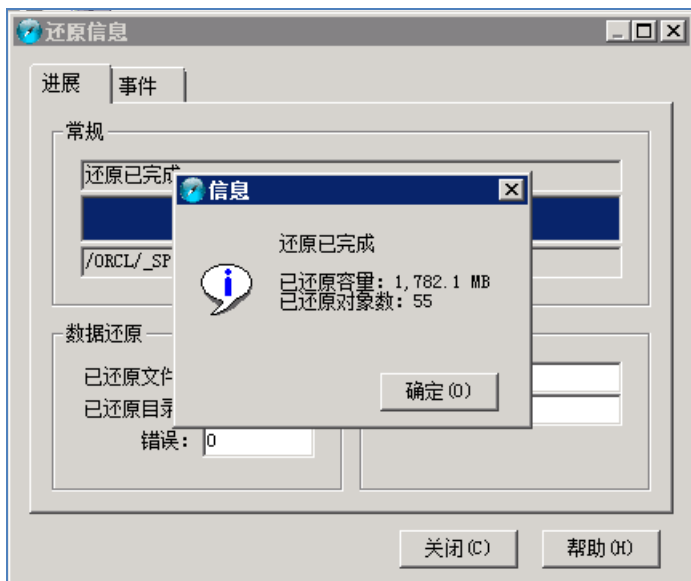 还原信息
进展
事件
常规
还原已完成
/ORCL/_SP
信息
还原已完成
已还原容量: 1,782.1 MB
已还原对象数: 55
确定(O)
数据还原
已还原文件
已还原目录
错误: 0
关闭(C)
帮助(H)